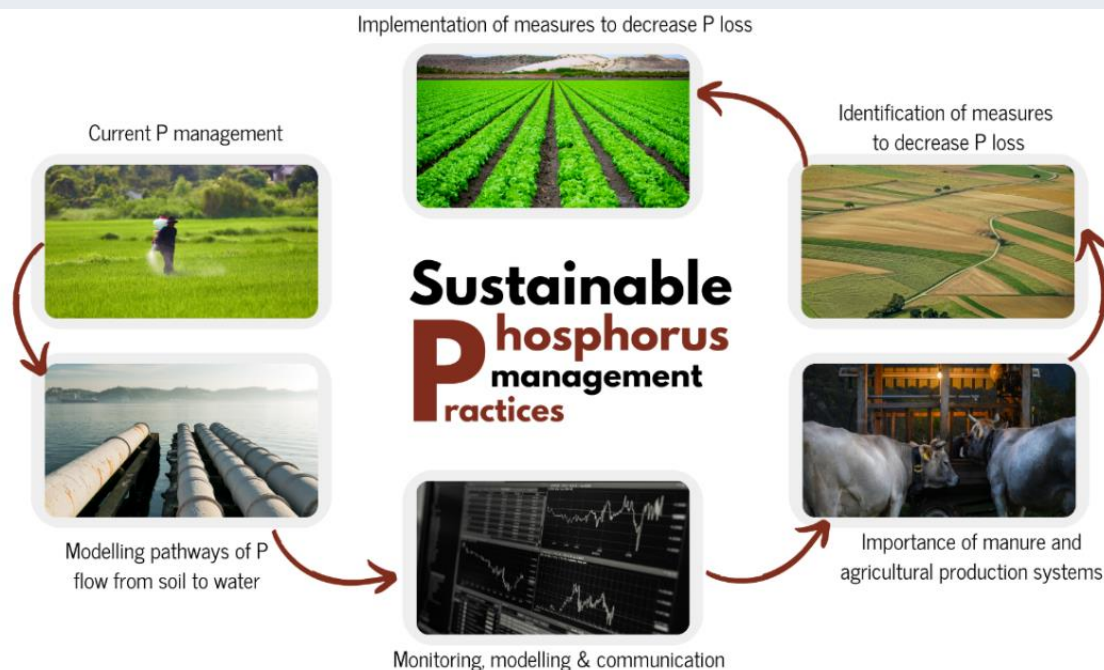 Implementation of measures to decrease P loss
Current P management
Identification of measures
to decrease P loss
Sustainable
Phosphorus
management
Practices
Modelling pathways of P
flow from soil to water
Importance of manure and
agricultural production systems
Monitoring, modelling & communication